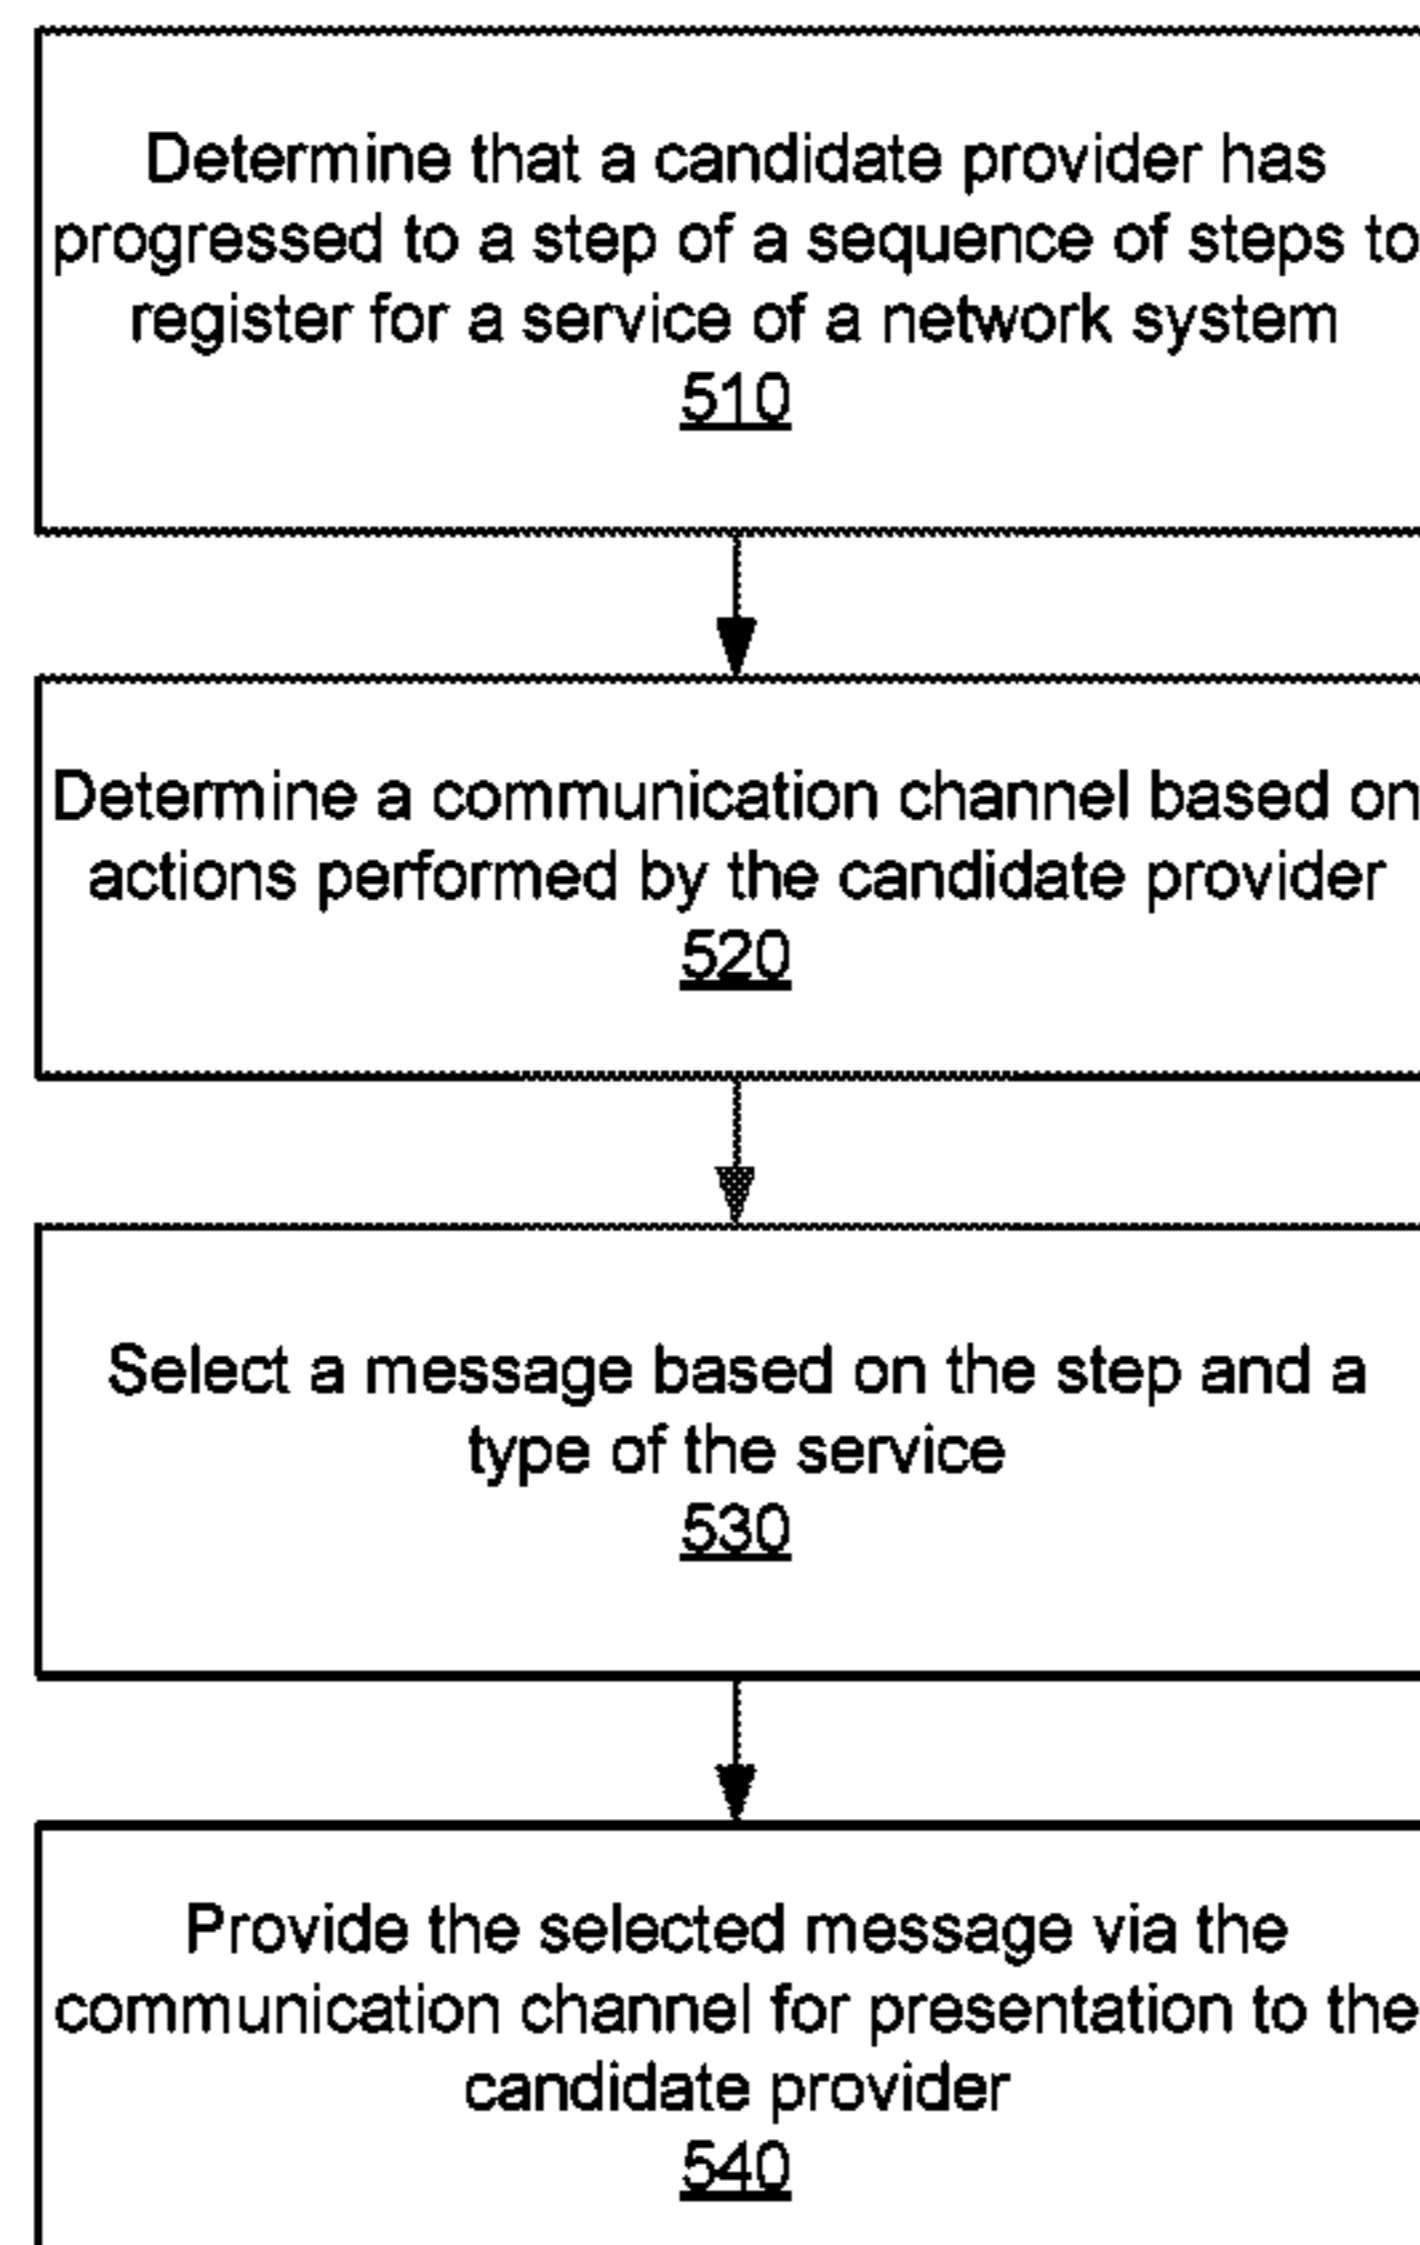 Determine that a candidate provider has
progressed to a step of a sequence of steps to
register for a service of a network system
510
Determine a communication channel based on
actions performed by the candidate provider
520
Select a message based on the step and a
type of the service
530
Provide the selected message via the
communication channel for presentation to the
candidate provider
540